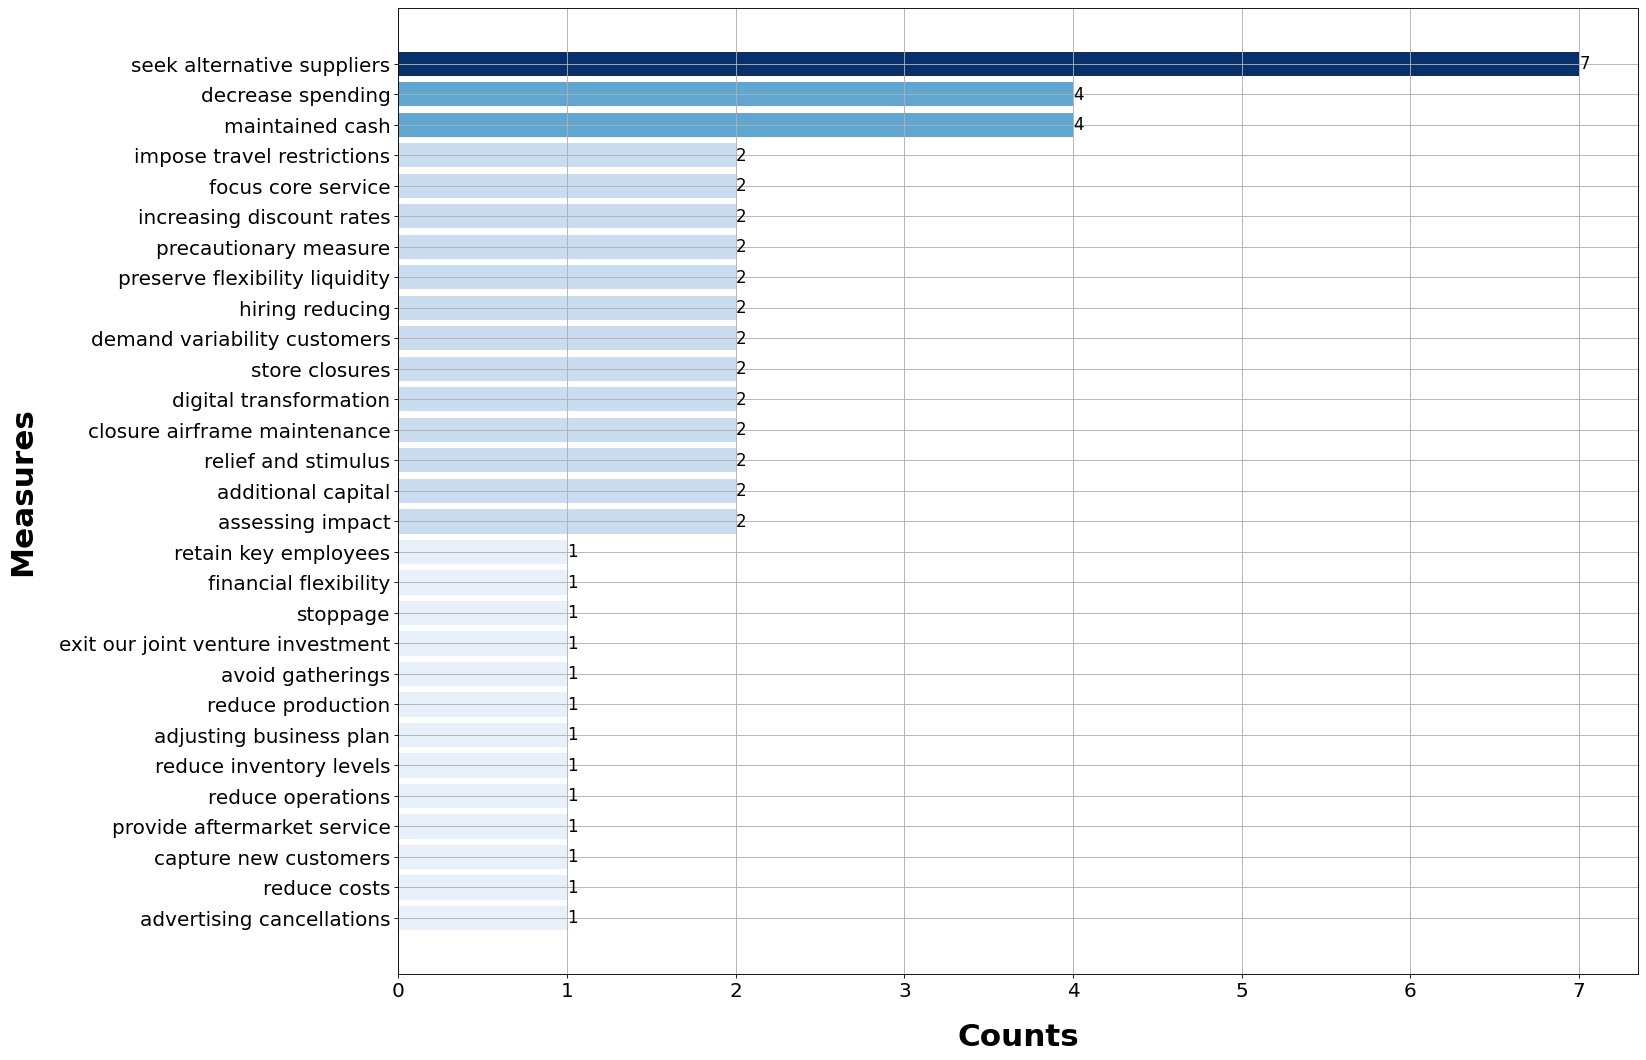 seek alternative suppliers 7
decrease spending 4
maintained cash 4
impose travel restrictions 2
focus core service 2
increasing discount rates 2
precautionary measure 2
preserve flexibility liquidity 2
hiring reducing 2
demand variability customers 2
store closures 2
digital transformation 2
closure airframe maintenance 2
relief and stimulus 2
additional capital 2
assessing impact 2
retain key employees 1
financial flexibility 1
stoppage 1
exit our joint venture investment 1
avoid gatherings 1
reduce production 1
adjusting business plan 1
reduce inventory levels 1
reduce operations 1
provide aftermarket service 1
capture new customers 1
reduce costs 1
advertising cancellations 1
Measures
0 1 2 3 4 5 6 7
Counts